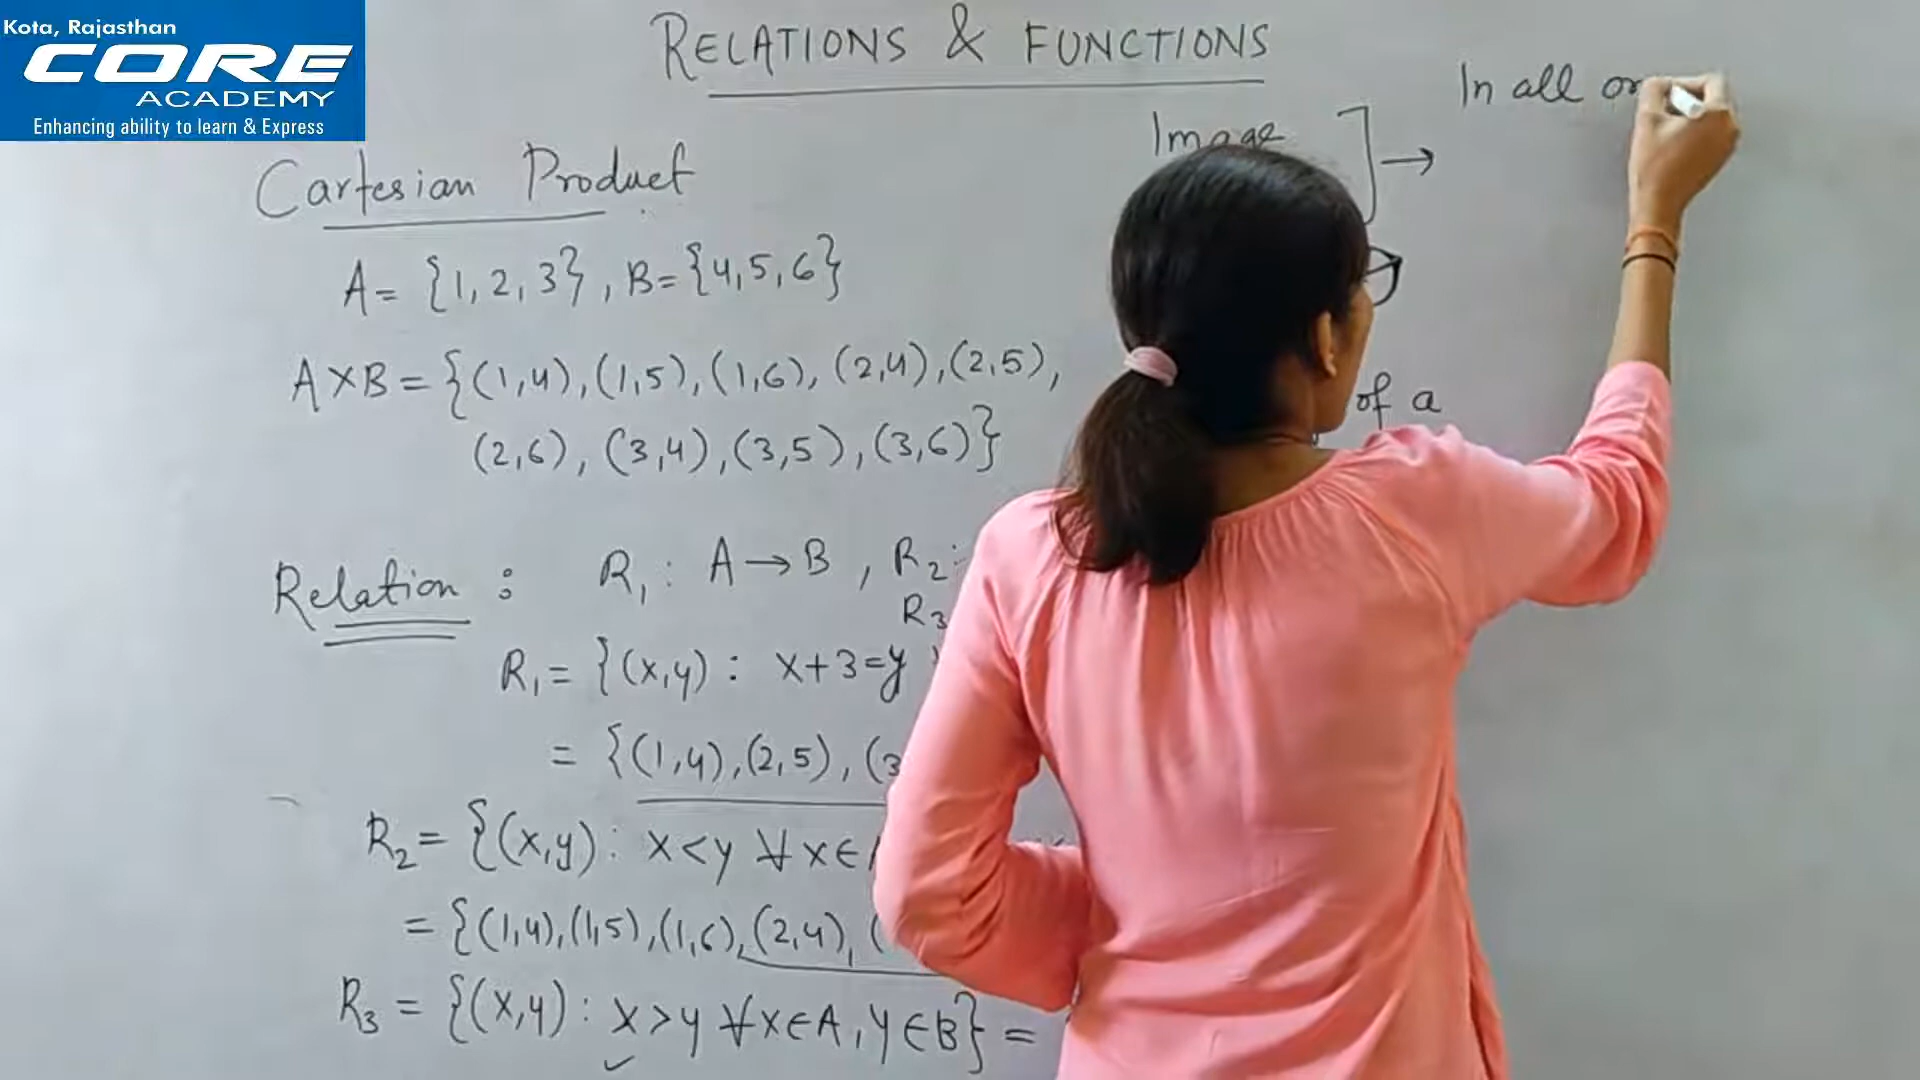 Kota, Rajasthan
CORE
ACADEMY
Enhancing ability to learn & Express
RELATIONS & FUNCTIONS
Cartesian Product
A = {1, 2, 3}, B = {4, 5, 6}
A X B = {(1,4), (1,5), (1,6), (2,4), (2,5),
(2,6), (3,4), (3,5), (3,6)}
Relation : R₁ : A → B , R₂ :
R₃
R₁ = {(x,y) : x+3=y
= {(1,4), (2,5), (3
R₂ = {(x,y) : x<y ∀ x ∈
= {(1,4), (1,5), (1,6), (2,4), (
R₃ = {(x,y) : x>y ∀ x ∈ A, y ∈ B} =
Image
] →
In all or
of a